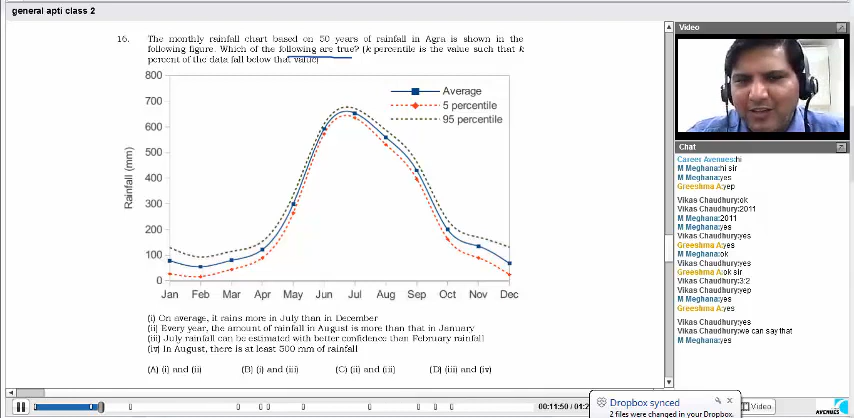 general apti class 2
16. The monthly rainfall chart based on 50 years of rainfall in Agra is shown in the
following figure. Which of the following are true? (k percentile is the value such that k
percent of the data fall below that value)
800
700
600
500
400
300
200
100
0
Rainfall (mm)
Average
5 percentile
95 percentile
Jan Feb Mar Apr May Jun Jul Aug Sep Oct Nov Dec
(i) On average, it rains more in July than in December
(ii) Every year, the amount of rainfall in August is more than that in January
(iii) July rainfall can be estimated with better confidence than February rainfall
(iv) In August, there is at least 500 mm of rainfall
(A) (i) and (ii) (B) (i) and (iii) (C) (ii) and (iii) (D) (iii) and (iv)
Video
Chat
Career Avenues:hi
M Meghana:hi sir
M Meghana:yes
Greeshma A:yep
Vikas Chaudhury:ok
Vikas Chaudhury:2011
M Meghana:2011
M Meghana:yes
Vikas Chaudhury:yes
Greeshma A:yes
M Meghana:ok
Vikas Chaudhury:yes
Greeshma A:ok sir
Vikas Chaudhury:3:2
Vikas Chaudhury:yep
M Meghana:yes
Greeshma A:yes
Vikas Chaudhury:yes
Vikas Chaudhury:we can say that
M Meghana:yes
00:11:50
Dropbox synced
2 files were changed in your Dropbox.
Video
AVENUES